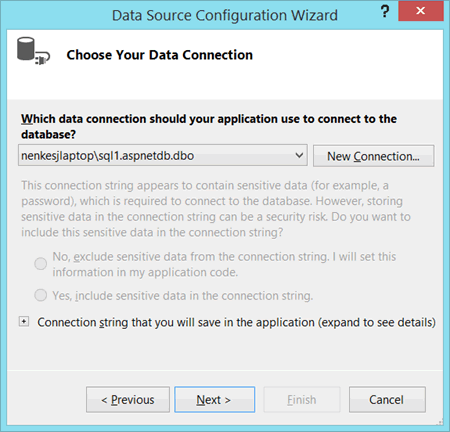 Data Source Configuration Wizard
?
x
Choose Your Data Connection
Which data connection should your application use to connect to the
database?
nenkesjlaptop\sql1.aspnetdb.dbo
New Connection...
This connection string appears to contain sensitive data (for example, a
password), which is required to connect to the database. However, storing
sensitive data in the connection string can be a security risk. Do you want to
include this sensitive data in the connection string?
No, exclude sensitive data from the connection string. I will set this
information in my application code.
Yes, include sensitive data in the connection string.
+ Connection string that you will save in the application (expand to see details)
< Previous
Next >
Finish
Cancel